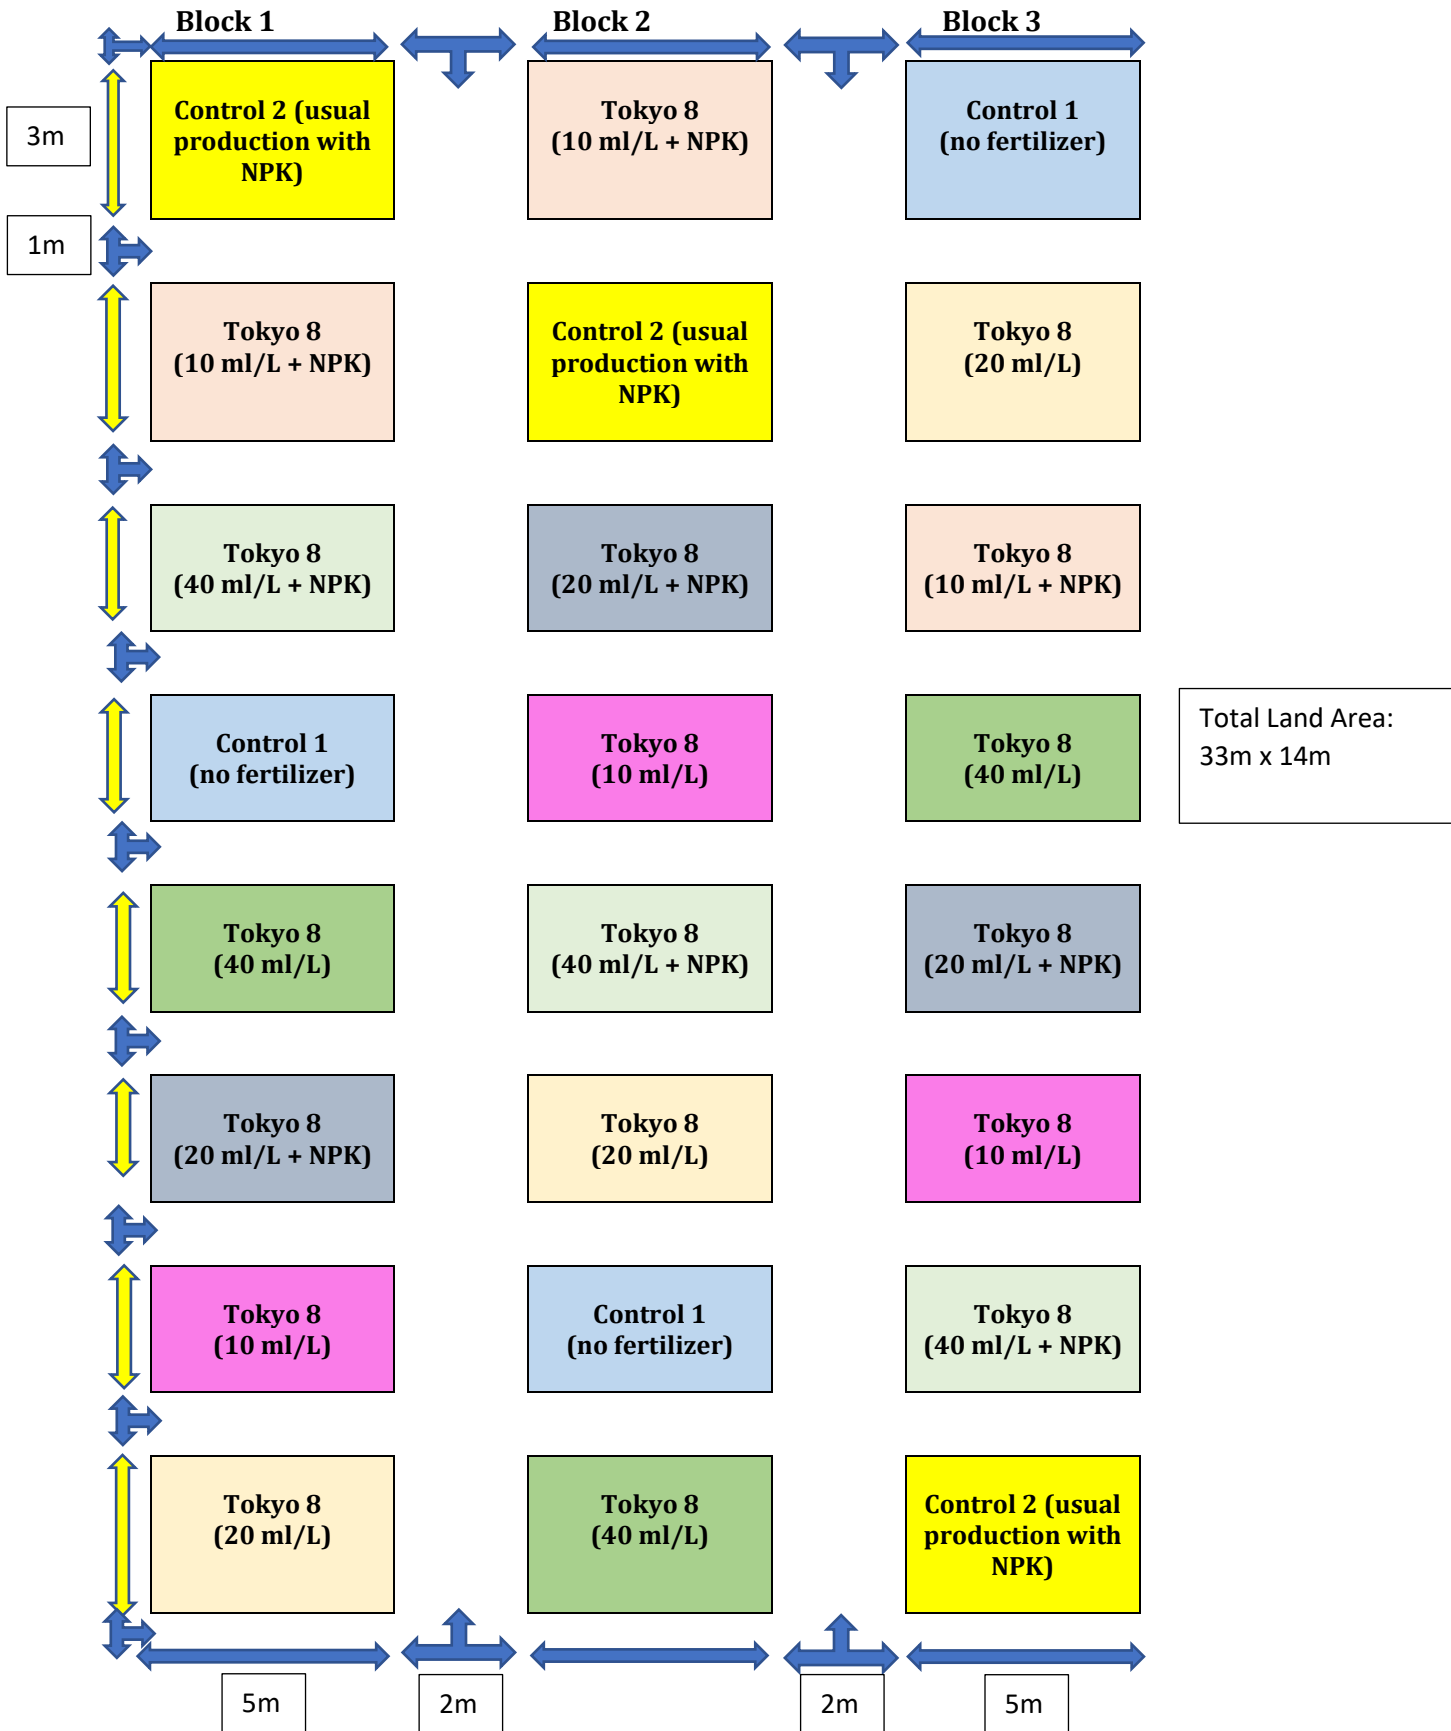 Block 1
Block 2
Block 3
3m
Control 2 (usual
production with
NPK)
Tokyo 8
(10 ml/L + NPK)
Control 1
(no fertilizer)
1m
Tokyo 8
(10 ml/L + NPK)
Control 2 (usual
production with
NPK)
Tokyo 8
(20 ml/L)
Tokyo 8
(40 ml/L + NPK)
Tokyo 8
(20 ml/L + NPK)
Tokyo 8
(10 ml/L + NPK)
Control 1
(no fertilizer)
Tokyo 8
(10 ml/L)
Tokyo 8
(40 ml/L)
Total Land Area:
33m x 14m
Tokyo 8
(40 ml/L)
Tokyo 8
(40 ml/L + NPK)
Tokyo 8
(20 ml/L + NPK)
Tokyo 8
(20 ml/L + NPK)
Tokyo 8
(20 ml/L)
Tokyo 8
(10 ml/L)
Tokyo 8
(10 ml/L)
Control 1
(no fertilizer)
Tokyo 8
(40 ml/L + NPK)
Tokyo 8
(20 ml/L)
Tokyo 8
(40 ml/L)
Control 2 (usual
production with
NPK)
5m
2m
2m
5m